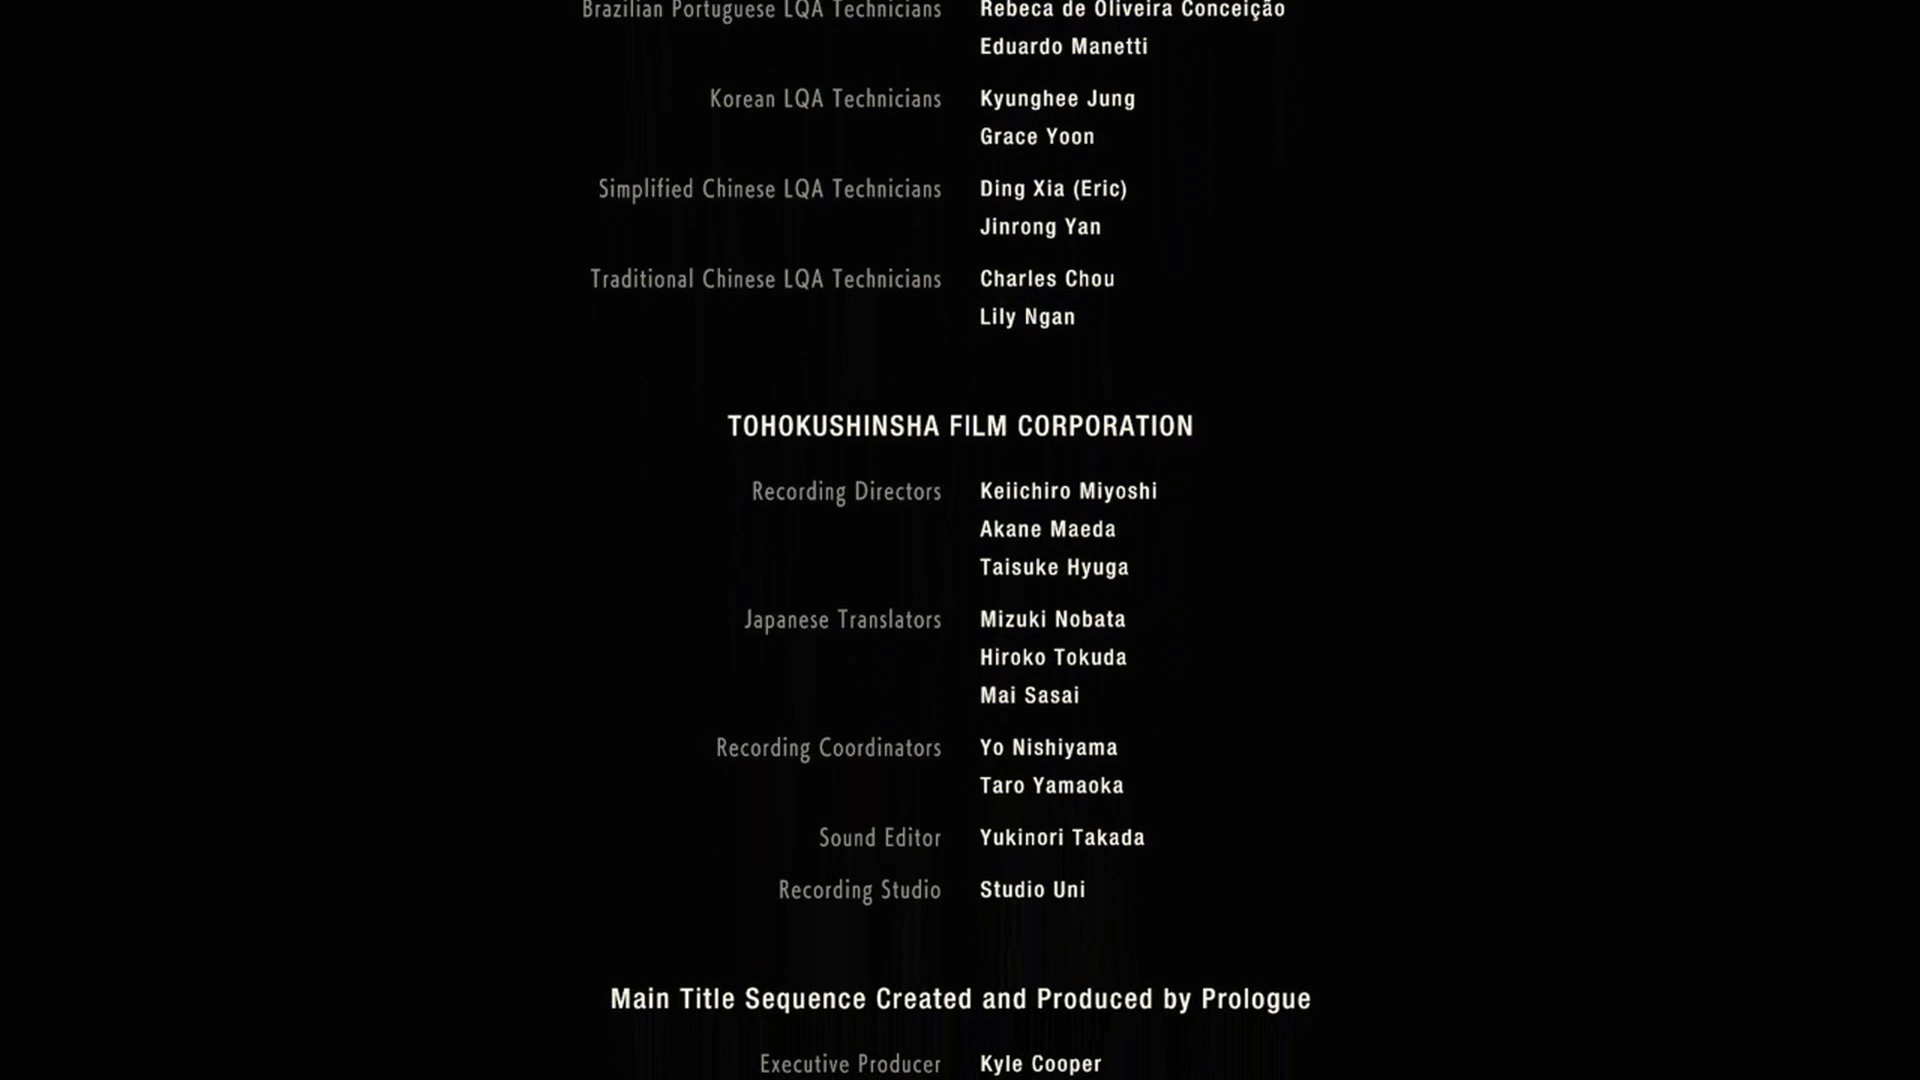 Brazilian Portuguese LQA Technicians Rebeca de Oliveira Conceição
Eduardo Manetti
Korean LQA Technicians Kyunghee Jung
Grace Yoon
Simplified Chinese LQA Technicians Ding Xia (Eric)
Jinrong Yan
Traditional Chinese LQA Technicians Charles Chou
Lily Ngan
TOHOKUSHINSHA FILM CORPORATION
Recording Directors Keiichiro Miyoshi
Akane Maeda
Taisuke Hyuga
Japanese Translators Mizuki Nobata
Hiroko Tokuda
Mai Sasai
Recording Coordinators Yo Nishiyama
Taro Yamaoka
Sound Editor Yukinori Takada
Recording Studio Studio Uni
Main Title Sequence Created and Produced by Prologue
Executive Producer Kyle Cooper